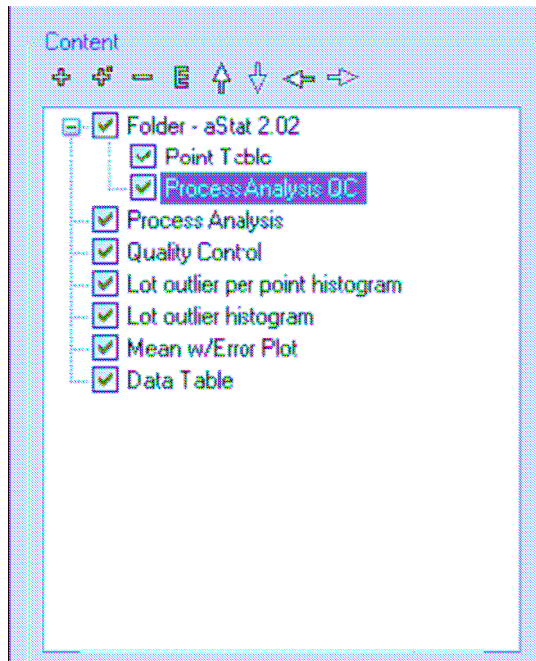 Content
Folder - aStat 2.02
Point Table
Process Analysis QC
Process Analysis
Quality Control
Lot outlier per point histogram
Lot outlier histogram
Mean w/Error Plot
Data Table